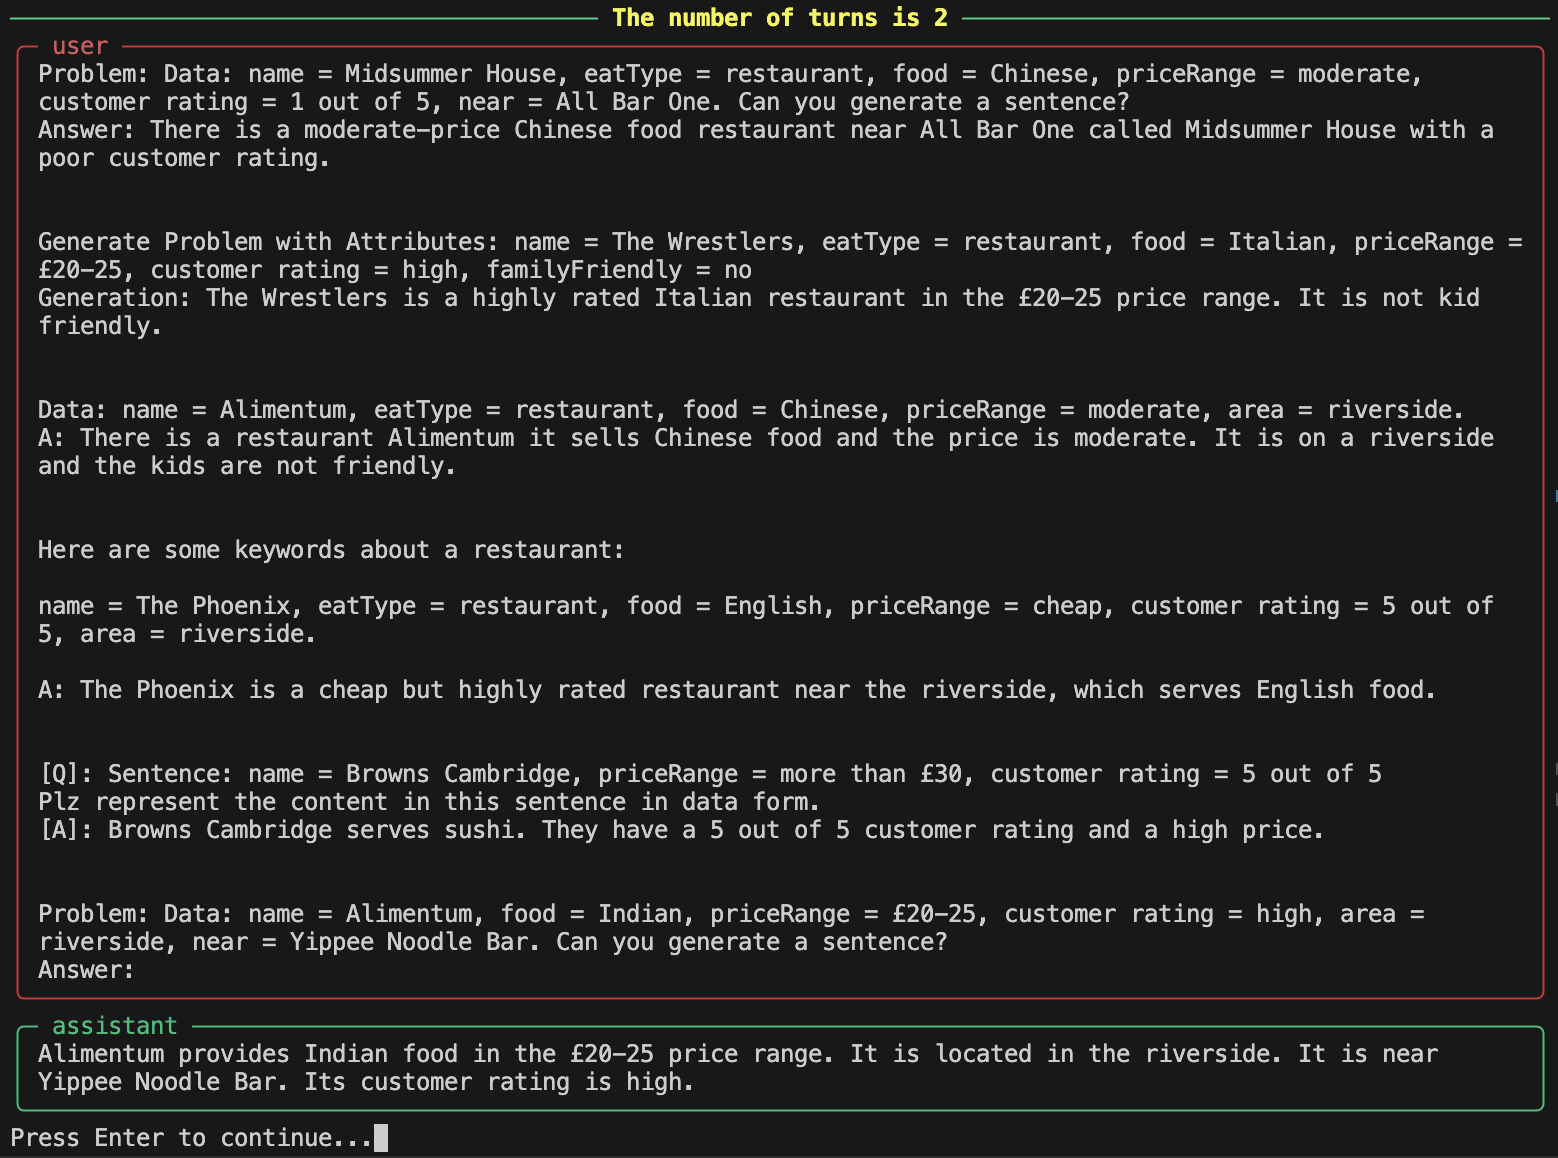 The number of turns is 2
user
Problem: Data: name = Midsummer House, eatType = restaurant, food = Chinese, priceRange = moderate,
customer rating = 1 out of 5, near = All Bar One. Can you generate a sentence?
Answer: There is a moderate-price Chinese food restaurant near All Bar One called Midsummer House with a
poor customer rating.
Generate Problem with Attributes: name = The Wrestlers, eatType = restaurant, food = Italian, priceRange =
£20-25, customer rating = high, familyFriendly = no
Generation: The Wrestlers is a highly rated Italian restaurant in the £20-25 price range. It is not kid
friendly.
Data: name = Alimentum, eatType = restaurant, food = Chinese, priceRange = moderate, area = riverside.
A: There is a restaurant Alimentum it sells Chinese food and the price is moderate. It is on a riverside
and the kids are not friendly.
Here are some keywords about a restaurant:
name = The Phoenix, eatType = restaurant, food = English, priceRange = cheap, customer rating = 5 out of
5, area = riverside.
A: The Phoenix is a cheap but highly rated restaurant near the riverside, which serves English food.
[Q]: Sentence: name = Browns Cambridge, priceRange = more than £30, customer rating = 5 out of 5
Plz represent the content in this sentence in data form.
[A]: Browns Cambridge serves sushi. They have a 5 out of 5 customer rating and a high price.
Problem: Data: name = Alimentum, food = Indian, priceRange = £20-25, customer rating = high, area =
riverside, near = Yippee Noodle Bar. Can you generate a sentence?
Answer:
assistant
Alimentum provides Indian food in the £20-25 price range. It is located in the riverside. It is near
Yippee Noodle Bar. Its customer rating is high.
Press Enter to continue...